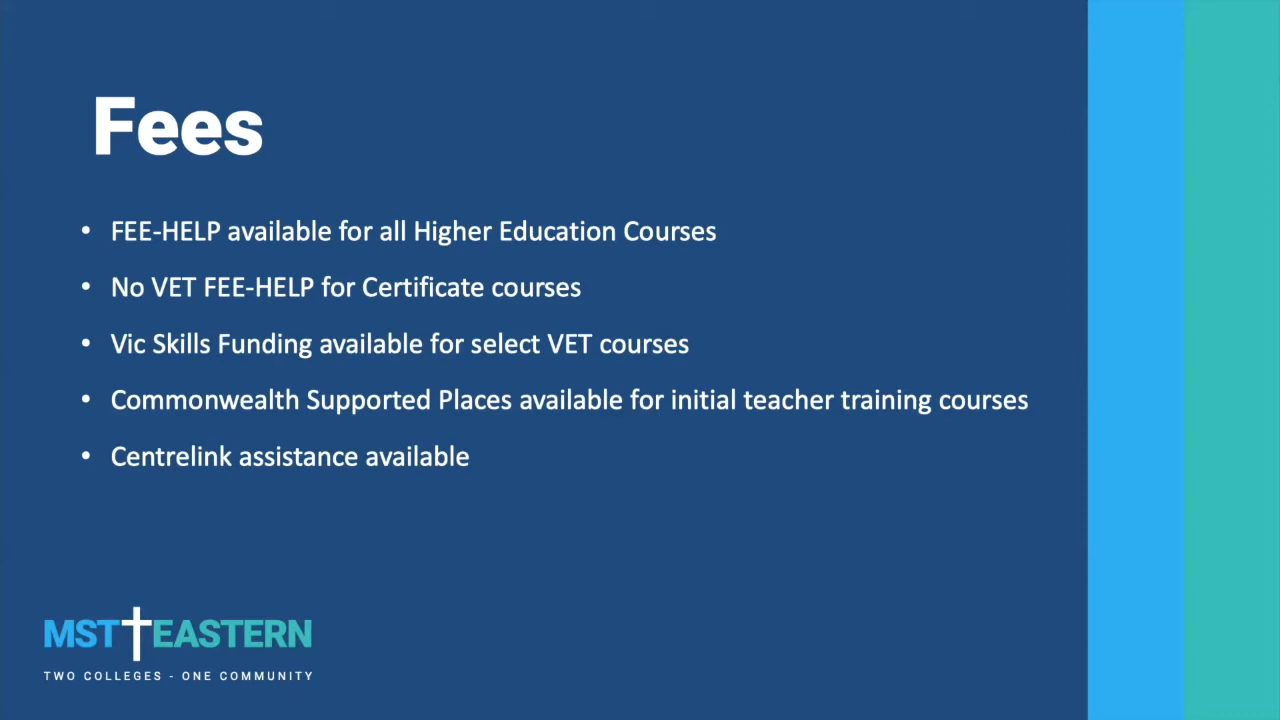 Fees
• FEE-HELP available for all Higher Education Courses
• No VET FEE-HELP for Certificate courses
• Vic Skills Funding available for select VET courses
• Commonwealth Supported Places available for initial teacher training courses
• Centrelink assistance available
MST EASTERN
TWO COLLEGES - ONE COMMUNITY